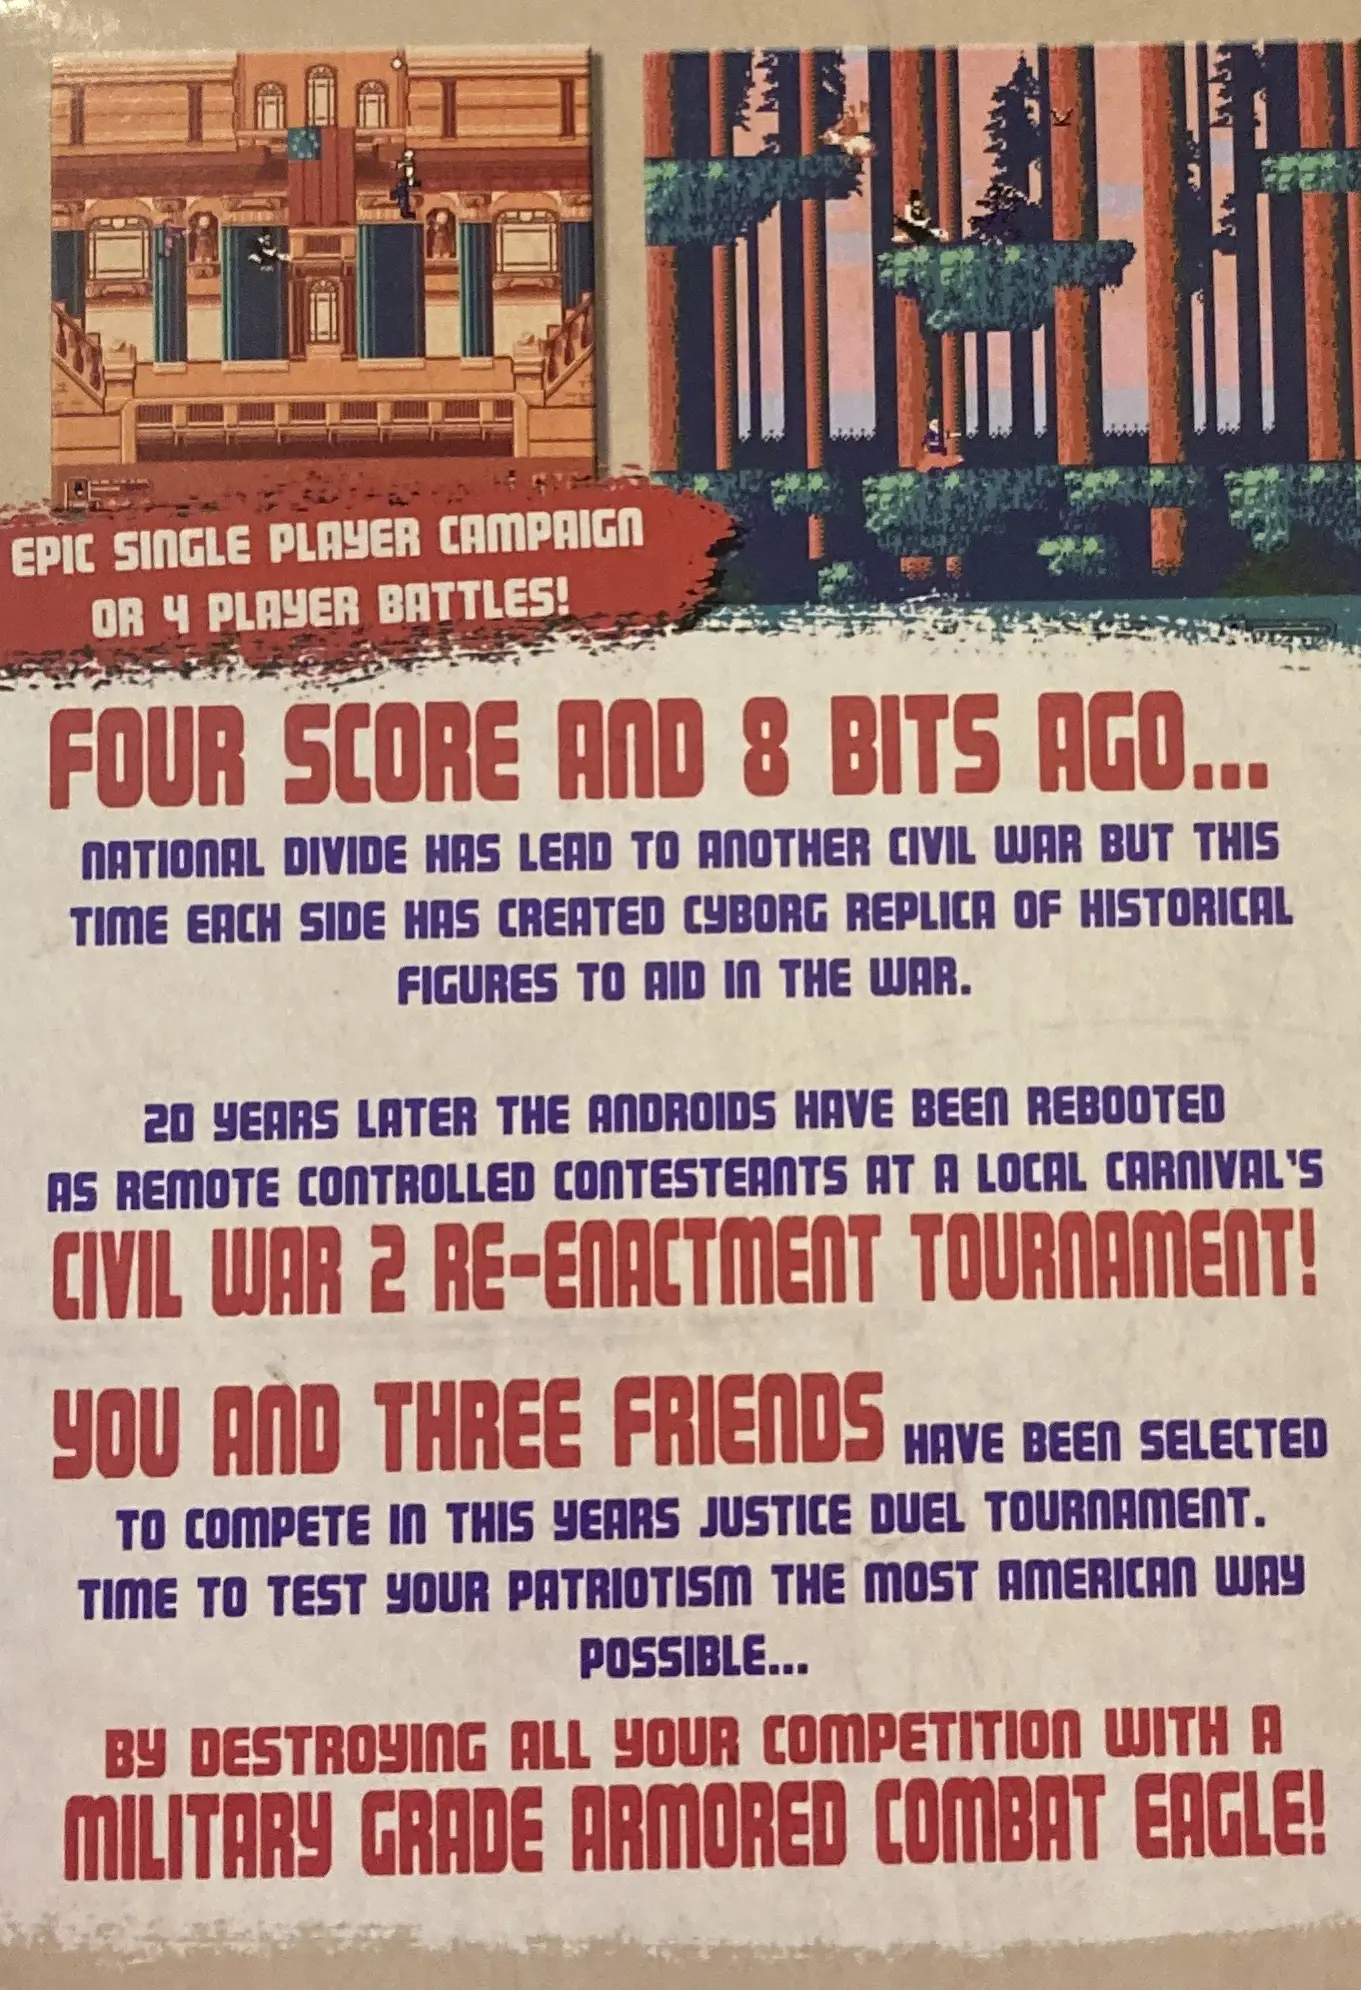 EPIC SINGLE PLAYER CAMPAIGN
OR 4 PLAYER BATTLES!
FOUR SCORE AND 8 BITS AGO...
NATIONAL DIVIDE HAS LEAD TO ANOTHER CIVIL WAR BUT THIS
TIME EACH SIDE HAS CREATED CYBORG REPLICA OF HISTORICAL
FIGURES TO AID IN THE WAR.
20 YEARS LATER THE ANDROIDS HAVE BEEN REBOOTED
AS REMOTE CONTROLLED CONTESTEANTS AT A LOCAL CARNIVAL'S
CIVIL WAR 2 RE-ENACTMENT TOURNAMENT!
YOU AND THREE FRIENDS HAVE BEEN SELECTED
TO COMPETE IN THIS YEARS JUSTICE DUEL TOURNAMENT.
TIME TO TEST YOUR PATRIOTISM THE MOST AMERICAN WAY
POSSIBLE...
BY DESTROYING ALL YOUR COMPETITION WITH A
MILITARY GRADE ARMORED COMBAT EAGLE!